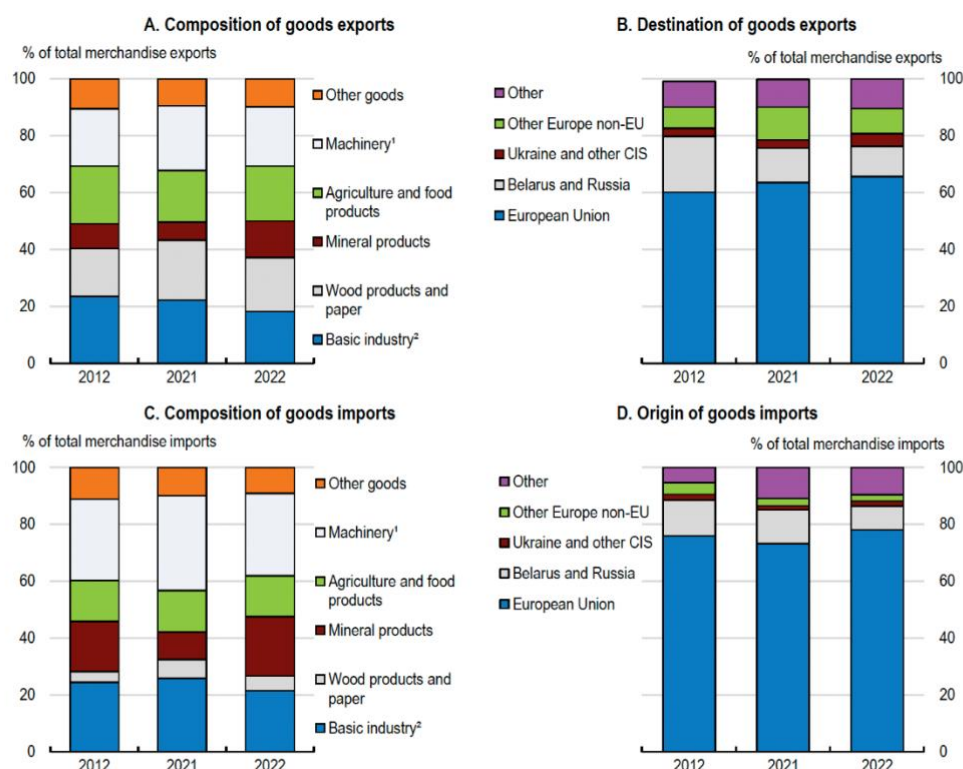 A. Composition of goods exports
% of total merchandise exports
100
80
60
40
20
0
2012
2021
2022
Other goods
Machinery¹
Agriculture and food
products
Mineral products
Wood products and
paper
Basic industry²
B. Destination of goods exports
% of total merchandise exports
Other
Other Europe non-EU
Ukraine and other CIS
Belarus and Russia
European Union
100
80
60
40
20
0
2012
2021
2022
C. Composition of goods imports
% of total merchandise imports
100
80
60
40
20
0
2012
2021
2022
Other goods
Machinery¹
Agriculture and food
products
Mineral products
Wood products and
paper
Basic industry²
D. Origin of goods imports
% of total merchandise imports
Other
Other Europe non-EU
Ukraine and other CIS
Belarus and Russia
European Union
100
80
60
40
20
0
2012
2021
2022